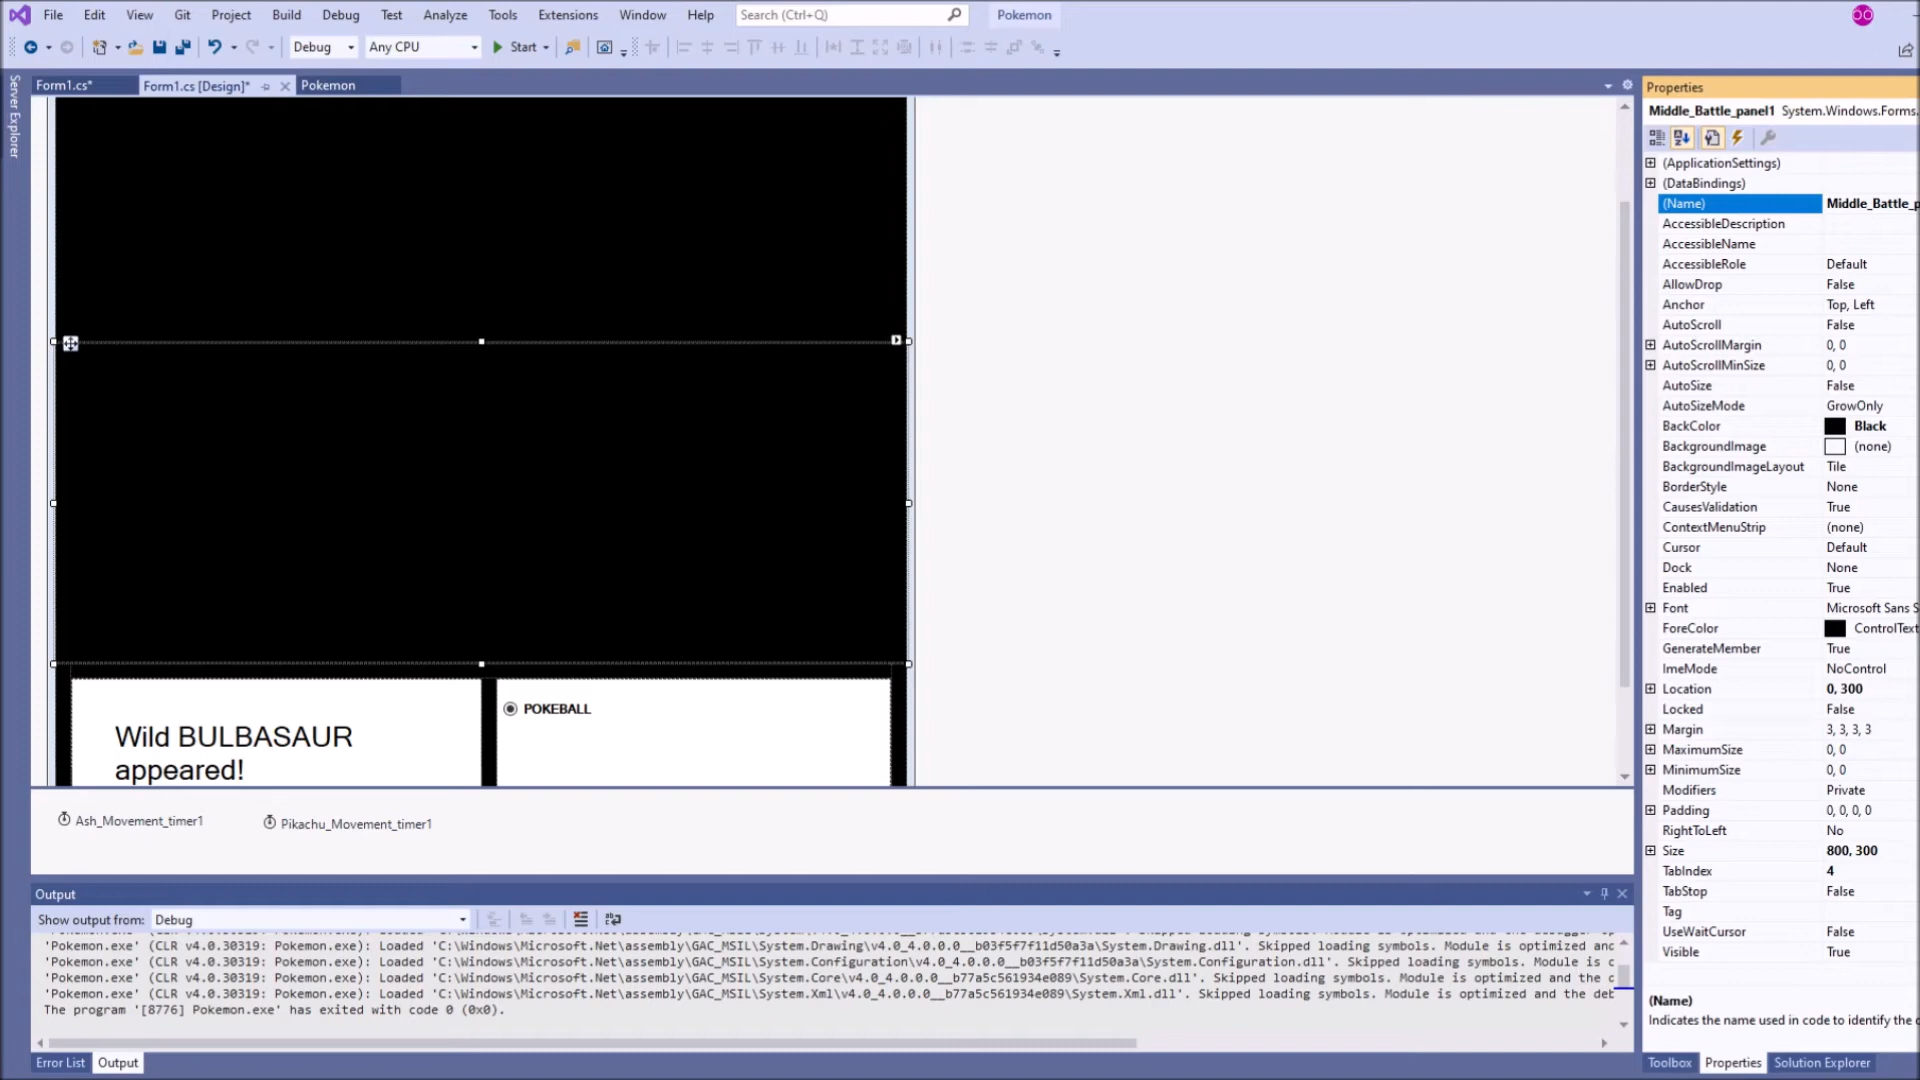 File Edit View Git Project Build Debug Test Analyze Tools Extensions Window Help Search (Ctrl+Q) Pokemon
Debug Any CPU Start
Server Explorer
Form1.cs* Form1.cs [Design]* Pokemon
Wild BULBASAUR
appeared!
POKEBALL
Ash_Movement_timer1 Pikachu_Movement_timer1
Output
Show output from: Debug
'Pokemon.exe' (CLR v4.0.30319: Pokemon.exe): Loaded 'C:\Windows\Microsoft.Net\assembly\GAC_MSIL\System.Drawing\v4.0_4.0.0.0__b03f5f7f11d50a3a\System.Drawing.dll'. Skipped loading symbols. Module is optimized anc
'Pokemon.exe' (CLR v4.0.30319: Pokemon.exe): Loaded 'C:\Windows\Microsoft.Net\assembly\GAC_MSIL\System.Configuration\v4.0_4.0.0.0__b03f5f7f11d50a3a\System.Configuration.dll'. Skipped loading symbols. Module is c
'Pokemon.exe' (CLR v4.0.30319: Pokemon.exe): Loaded 'C:\Windows\Microsoft.Net\assembly\GAC_MSIL\System.Core\v4.0_4.0.0.0__b77a5c561934e089\System.Core.dll'. Skipped loading symbols. Module is optimized and the d
'Pokemon.exe' (CLR v4.0.30319: Pokemon.exe): Loaded 'C:\Windows\Microsoft.Net\assembly\GAC_MSIL\System.Xml\v4.0_4.0.0.0__b77a5c561934e089\System.Xml.dll'. Skipped loading symbols. Module is optimized and the deb
The program '[8776] Pokemon.exe' has exited with code 0 (0x0).
Error List Output
Properties
Middle_Battle_panel1 System.Windows.Forms.
(ApplicationSettings)
(DataBindings)
(Name) Middle_Battle_p
AccessibleDescription
AccessibleName
AccessibleRole Default
AllowDrop False
Anchor Top, Left
AutoScroll False
AutoScrollMargin 0, 0
AutoScrollMinSize 0, 0
AutoSize False
AutoSizeMode GrowOnly
BackColor Black
BackgroundImage (none)
BackgroundImageLayout Tile
BorderStyle None
CausesValidation True
ContextMenuStrip (none)
Cursor Default
Dock None
Enabled True
Font Microsoft Sans S
ForeColor ControlText
GenerateMember True
ImeMode NoControl
Location 0, 300
Locked False
Margin 3, 3, 3, 3
MaximumSize 0, 0
MinimumSize 0, 0
Modifiers Private
Padding 0, 0, 0, 0
RightToLeft No
Size 800, 300
TabIndex 4
TabStop False
Tag
UseWaitCursor False
Visible True
(Name)
Indicates the name used in code to identify the o
Toolbox Properties Solution Explorer